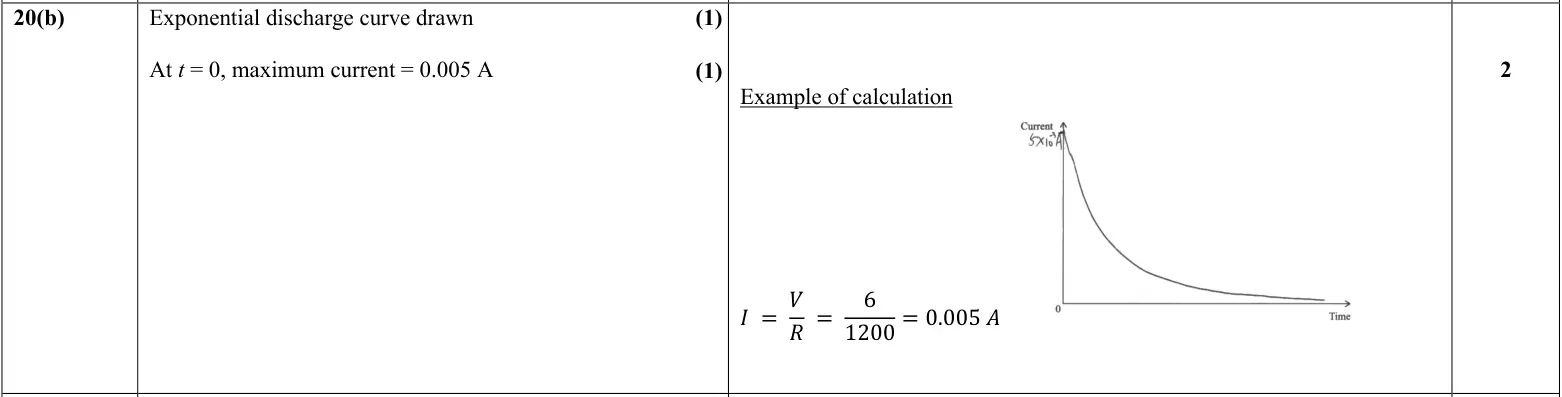 20(b)
Exponential discharge curve drawn (1)
At t = 0, maximum current = 0.005 A (1)
2
Example of calculation
Current
5×10⁻³A
0
Time
I = V/R = 6/1200 = 0.005 A